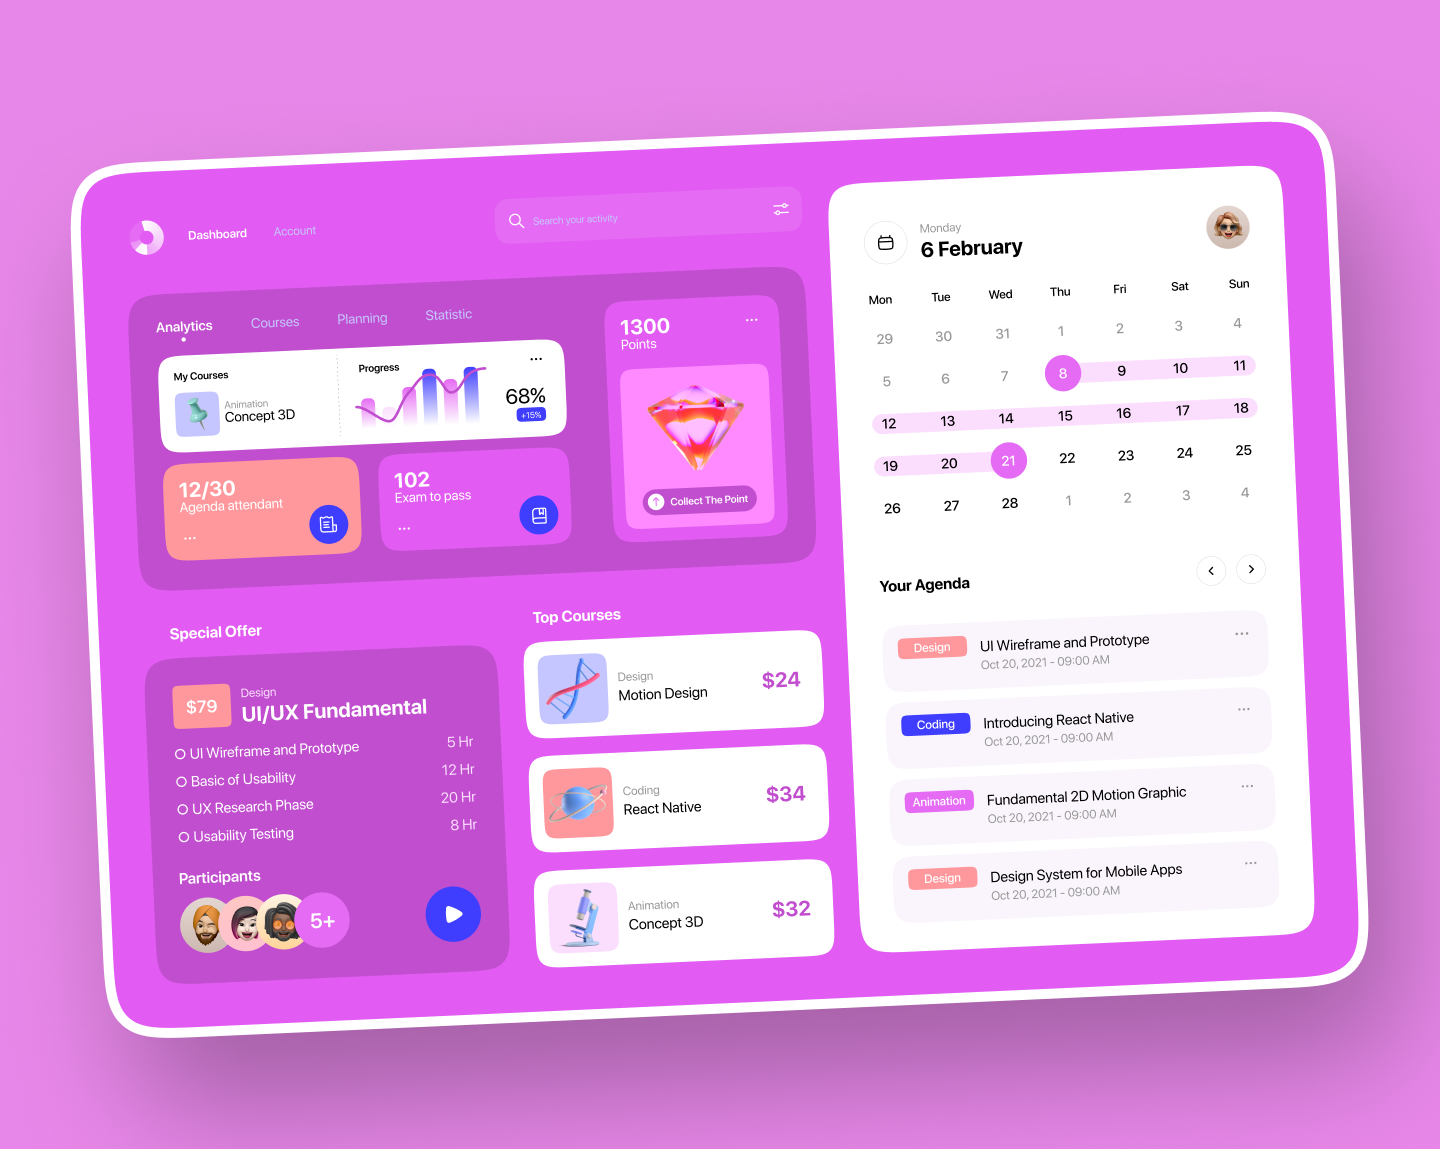 Dashboard
Account
Search your activity
Analytics
Courses
Planning
Statistic
My Courses
Animation
Concept 3D
Progress
68%
+15%
12/30
Agenda attendant
102
Exam to pass
1300
Points
Collect The Point
Special Offer
$79
Design
UI/UX Fundamental
UI Wireframe and Prototype 5 Hr
Basic of Usability 12 Hr
UX Research Phase 20 Hr
Usability Testing 8 Hr
Participants
5+
Top Courses
Design
Motion Design
$24
Coding
React Native
$34
Animation
Concept 3D
$32
Monday
6 February
Mon Tue Wed Thu Fri Sat Sun
29 30 31 1 2 3 4
5 6 7 8 9 10 11
12 13 14 15 16 17 18
19 20 21 22 23 24 25
26 27 28 1 2 3 4
Your Agenda
Design
UI Wireframe and Prototype
Oct 20, 2021 - 09:00 AM
Coding
Introducing React Native
Oct 20, 2021 - 09:00 AM
Animation
Fundamental 2D Motion Graphic
Oct 20, 2021 - 09:00 AM
Design
Design System for Mobile Apps
Oct 20, 2021 - 09:00 AM